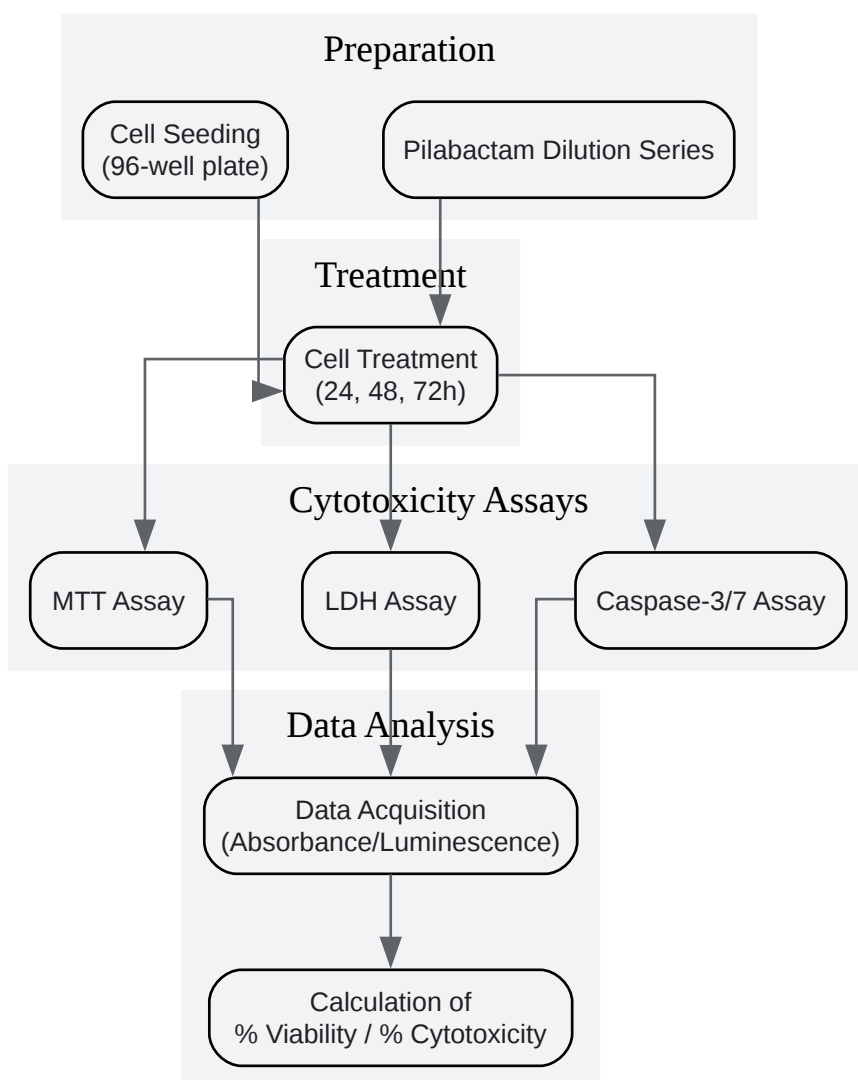 Preparation
Cell Seeding
(96-well plate)
Pilabactam Dilution Series
Treatment
Cell Treatment
(24, 48, 72h)
Cytotoxicity Assays
MTT Assay
LDH Assay
Caspase-3/7 Assay
Data Analysis
Data Acquisition
(Absorbance/Luminescence)
Calculation of
% Viability / % Cytotoxicity